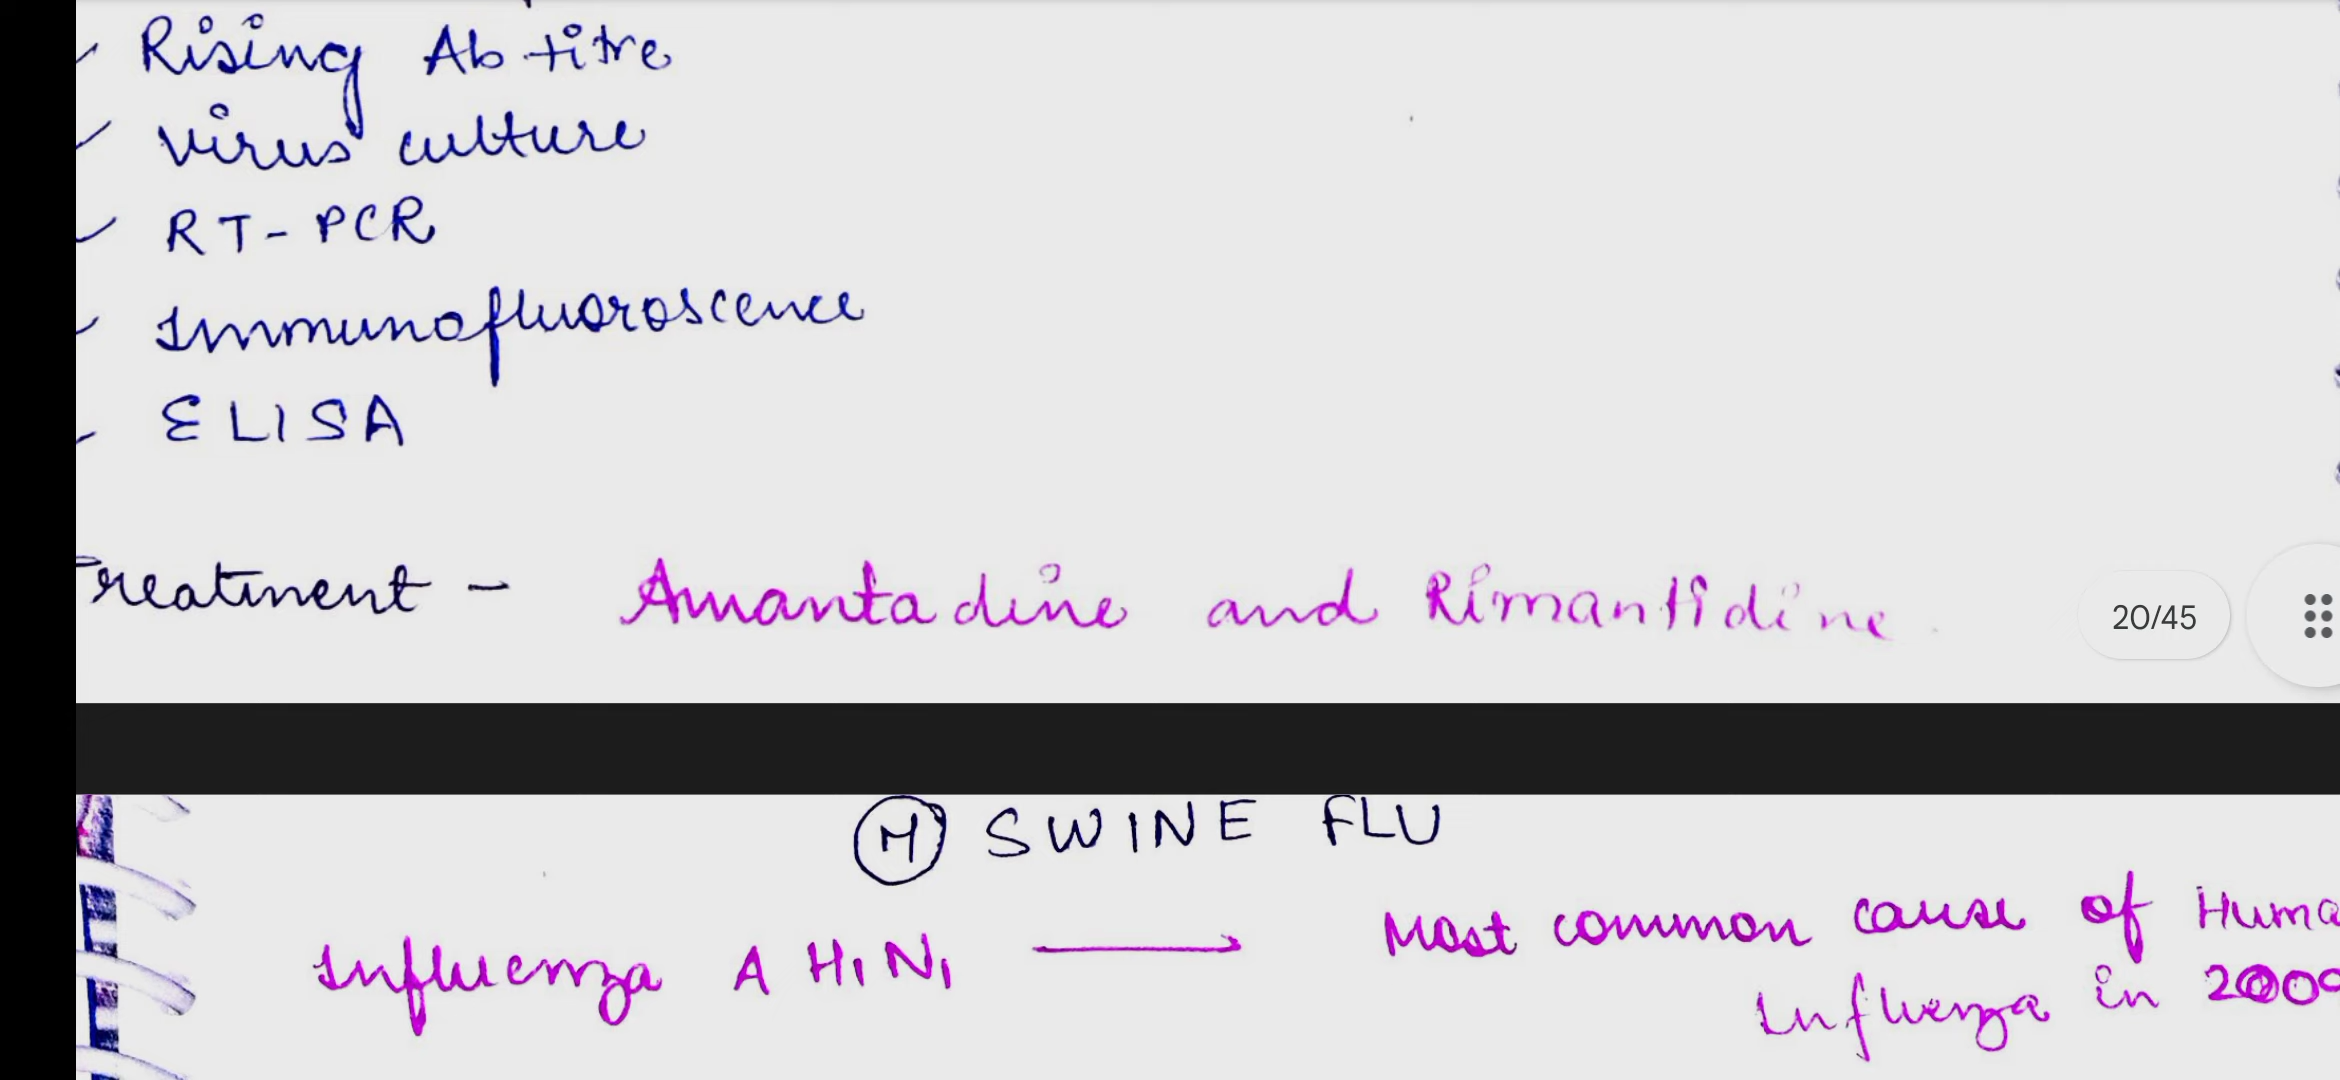 Rising Ab titre
Virus culture
RT-PCR
Immunofluoroscence
ELISA
Treatment - Amantadine and Rimantidine
20/45
M SWINE FLU
Influenza A H1N1 → Most common cause of Huma
Influenza in 200